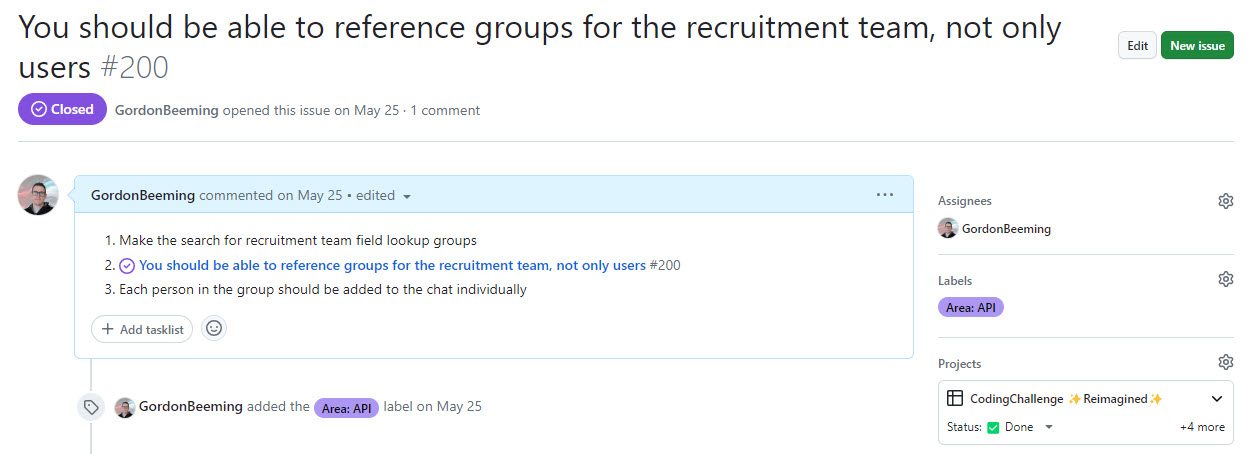 You should be able to reference groups for the recruitment team, not only
users #200
Edit
New issue
Closed
GordonBeeming opened this issue on May 25 · 1 comment
GordonBeeming commented on May 25 • edited
1. Make the search for recruitment team field lookup groups
2. You should be able to reference groups for the recruitment team, not only users #200
3. Each person in the group should be added to the chat individually
Add tasklist
GordonBeeming added the Area: API label on May 25
Assignees
GordonBeeming
Labels
Area: API
Projects
CodingChallenge ✨Reimagined✨
Status: ✅ Done
+4 more